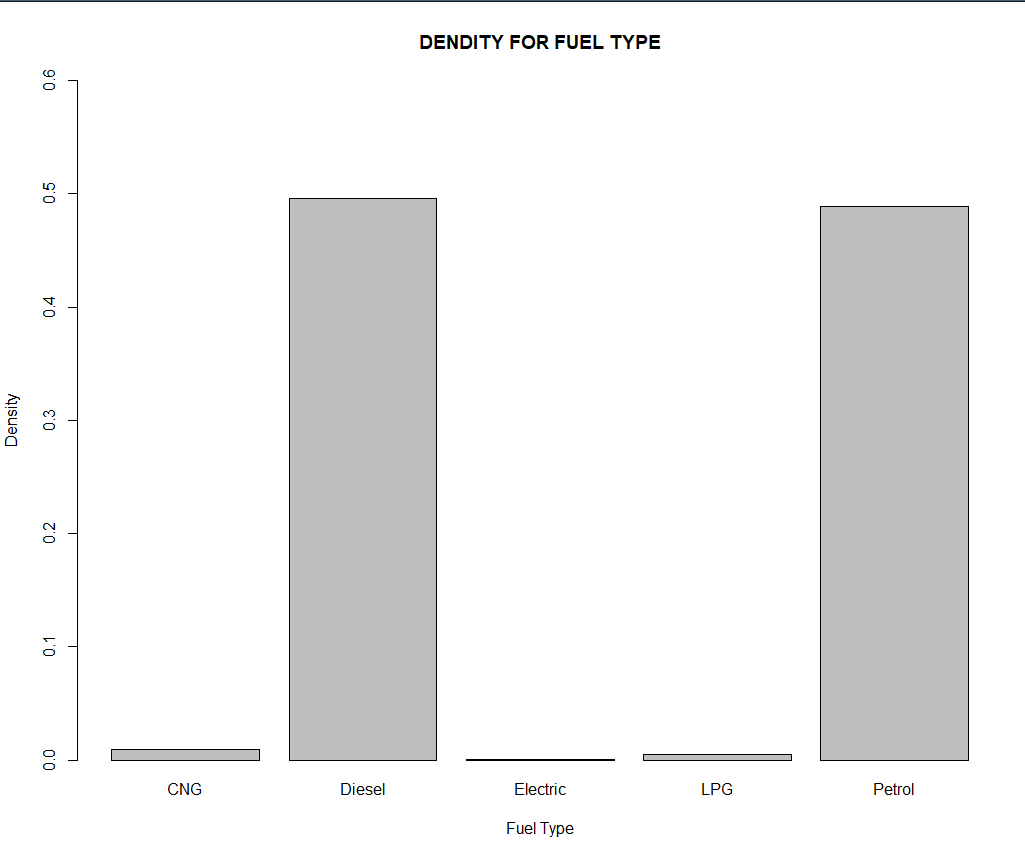 DENDITY FOR FUEL TYPE
0.6
0.5
0.4
0.3
0.2
0.1
0.0
Density
CNG Diesel Electric LPG Petrol
Fuel Type